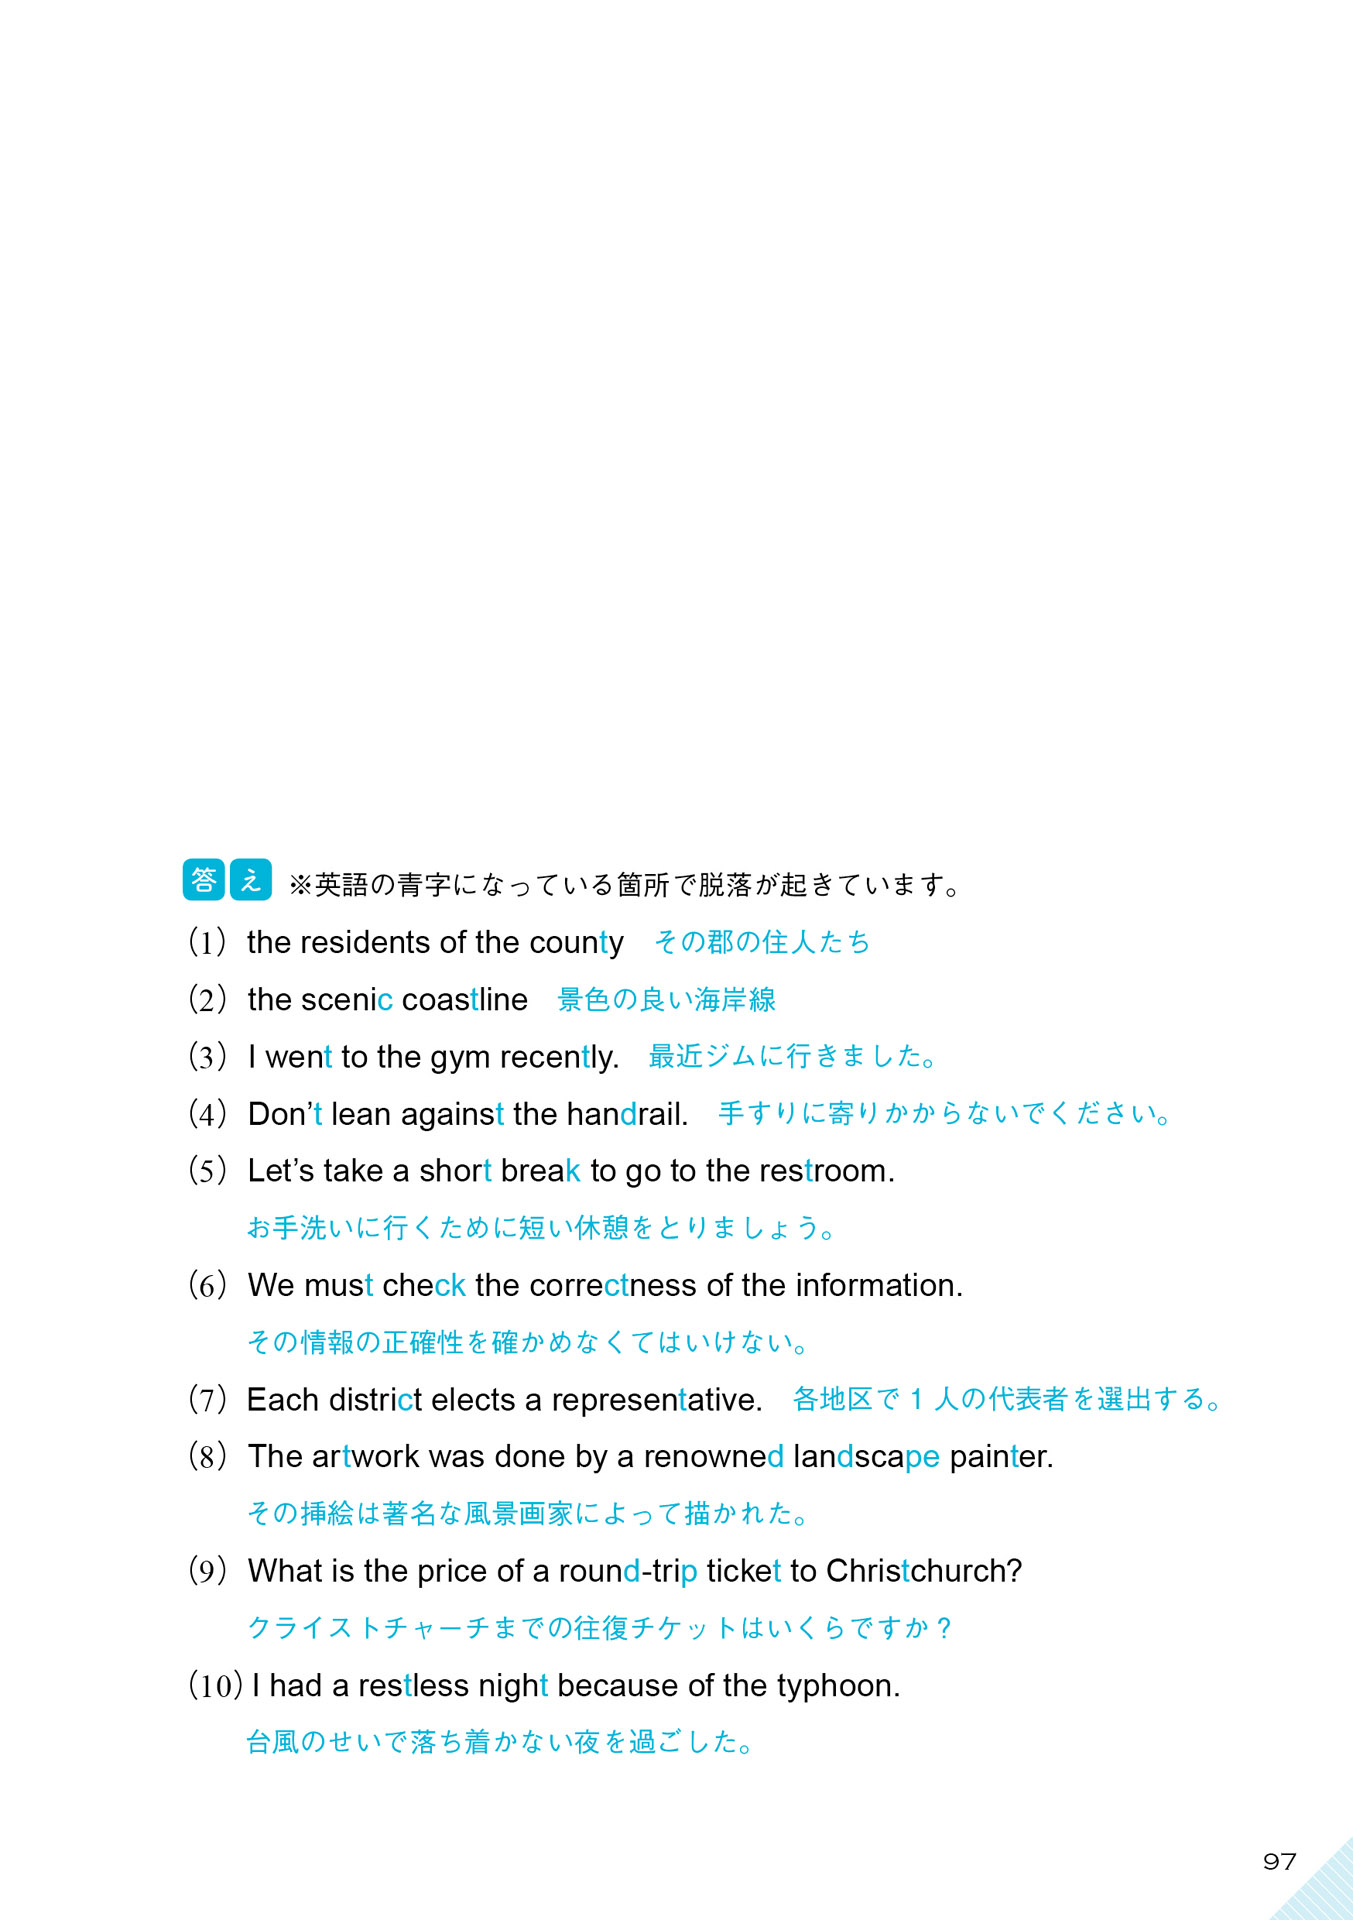 答え ※英語の青字になっている箇所で脱落が起きています。
(1) the residents of the county その郡の住人たち
(2) the scenic coastline 景色の良い海岸線
(3) I went to the gym recently. 最近ジムに行きました。
(4) Don’t lean against the handrail. 手すりに寄りかからないでください。
(5) Let’s take a short break to go to the restroom.
お手洗いに行くために短い休憩をとりましょう。
(6) We must check the correctness of the information.
その情報の正確性を確かめなくてはいけない。
(7) Each district elects a representative. 各地区で 1 人の代表者を選出する。
(8) The artwork was done by a renowned landscape painter.
その挿絵は著名な風景画家によって描かれた。
(9) What is the price of a round-trip ticket to Christchurch?
クライストチャーチまでの往復チケットはいくらですか？
(10) I had a restless night because of the typhoon.
台風のせいで落ち着かない夜を過ごした。
97